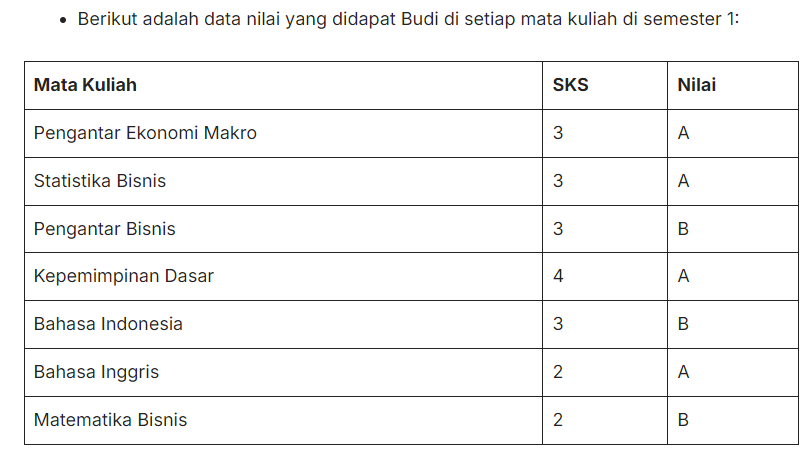 • Berikut adalah data nilai yang didapat Budi di setiap mata kuliah di semester 1:
Mata Kuliah SKS Nilai
Pengantar Ekonomi Makro 3 A
Statistika Bisnis 3 A
Pengantar Bisnis 3 B
Kepemimpinan Dasar 4 A
Bahasa Indonesia 3 B
Bahasa Inggris 2 A
Matematika Bisnis 2 B